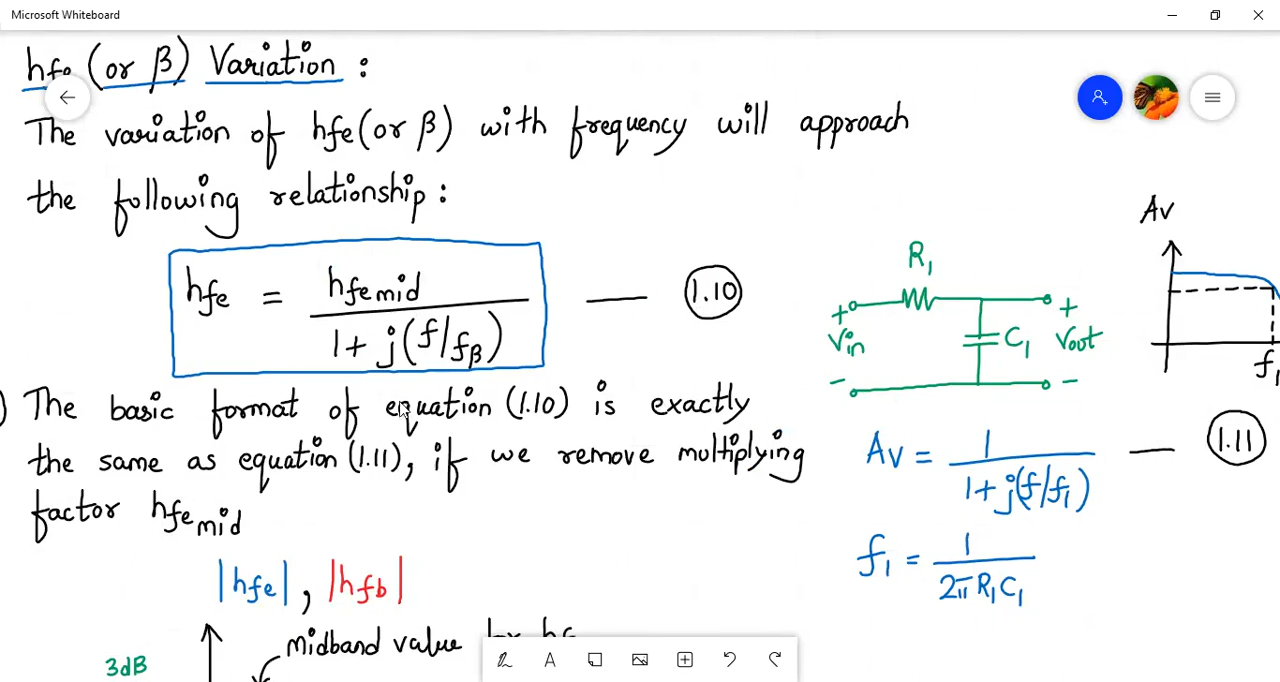 Microsoft Whiteboard
hfe (or β) Variation :
The variation of hfe (or β) with frequency will approach
the following relationship :
hfe = hfe mid / 1 + j(f/fβ) — (1.10)
) The basic format of equation (1.10) is exactly
the same as equation (1.11), if we remove multiplying
factor hfe mid
|hfe| , |hfb|
midband value for
3dB
R1
+ +
Vin C1 Vout
- -
Av
f1
Av = 1 / 1 + j(f/f1) — (1.11)
f1 = 1 / 2π R1 C1